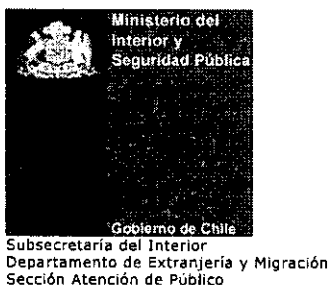 Ministerio del
Interior y
Seguridad Pública
Gobierno de Chile
Subsecretaría del Interior
Departamento de Extranjería y Migración
Sección Atención de Público